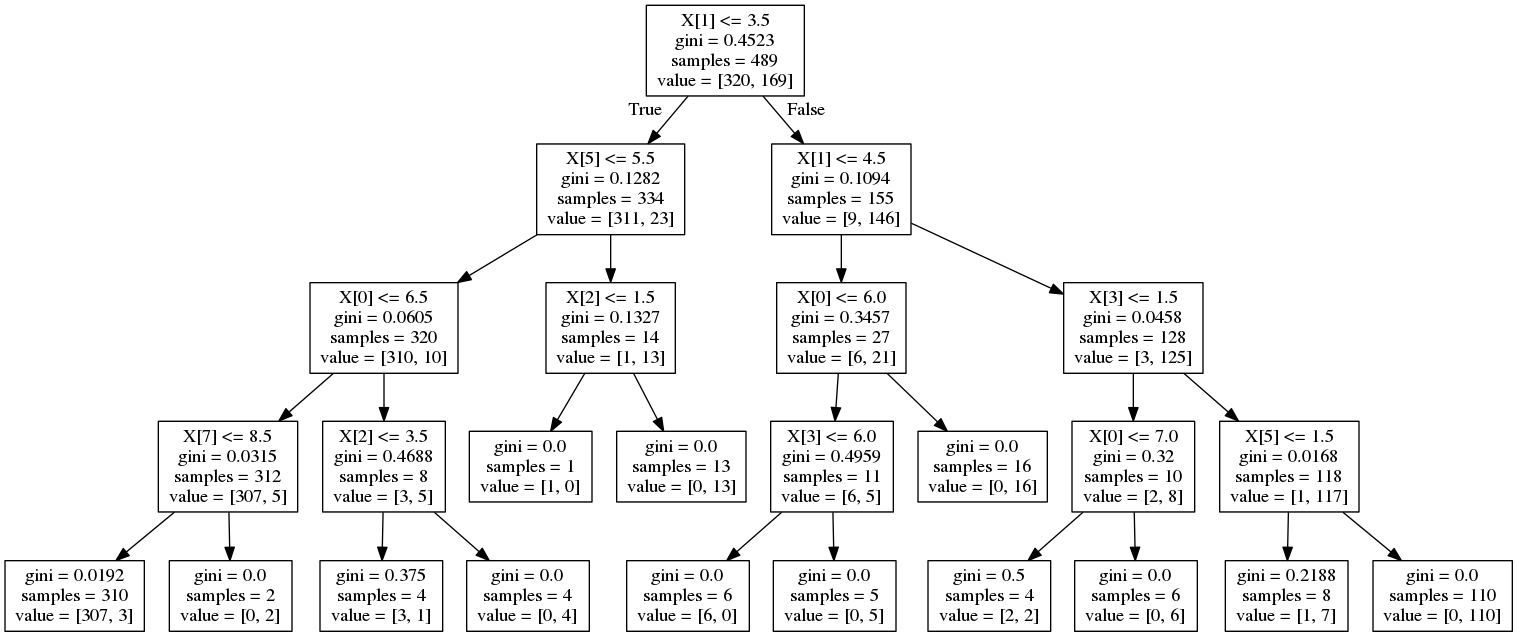 X[1] <= 3.5
gini = 0.4523
samples = 489
value = [320, 169]
True
False
X[5] <= 5.5
gini = 0.1282
samples = 334
value = [311, 23]
X[1] <= 4.5
gini = 0.1094
samples = 155
value = [9, 146]
X[0] <= 6.5
gini = 0.0605
samples = 320
value = [310, 10]
X[2] <= 1.5
gini = 0.1327
samples = 14
value = [1, 13]
X[0] <= 6.0
gini = 0.3457
samples = 27
value = [6, 21]
X[3] <= 1.5
gini = 0.0458
samples = 128
value = [3, 125]
X[7] <= 8.5
gini = 0.0315
samples = 312
value = [307, 5]
X[2] <= 3.5
gini = 0.4688
samples = 8
value = [3, 5]
gini = 0.0
samples = 1
value = [1, 0]
gini = 0.0
samples = 13
value = [0, 13]
X[3] <= 6.0
gini = 0.4959
samples = 11
value = [6, 5]
gini = 0.0
samples = 16
value = [0, 16]
X[0] <= 7.0
gini = 0.32
samples = 10
value = [2, 8]
X[5] <= 1.5
gini = 0.0168
samples = 118
value = [1, 117]
gini = 0.0192
samples = 310
value = [307, 3]
gini = 0.0
samples = 2
value = [0, 2]
gini = 0.375
samples = 4
value = [3, 1]
gini = 0.0
samples = 4
value = [0, 4]
gini = 0.0
samples = 6
value = [6, 0]
gini = 0.0
samples = 5
value = [0, 5]
gini = 0.5
samples = 4
value = [2, 2]
gini = 0.0
samples = 6
value = [0, 6]
gini = 0.2188
samples = 8
value = [1, 7]
gini = 0.0
samples = 110
value = [0, 110]